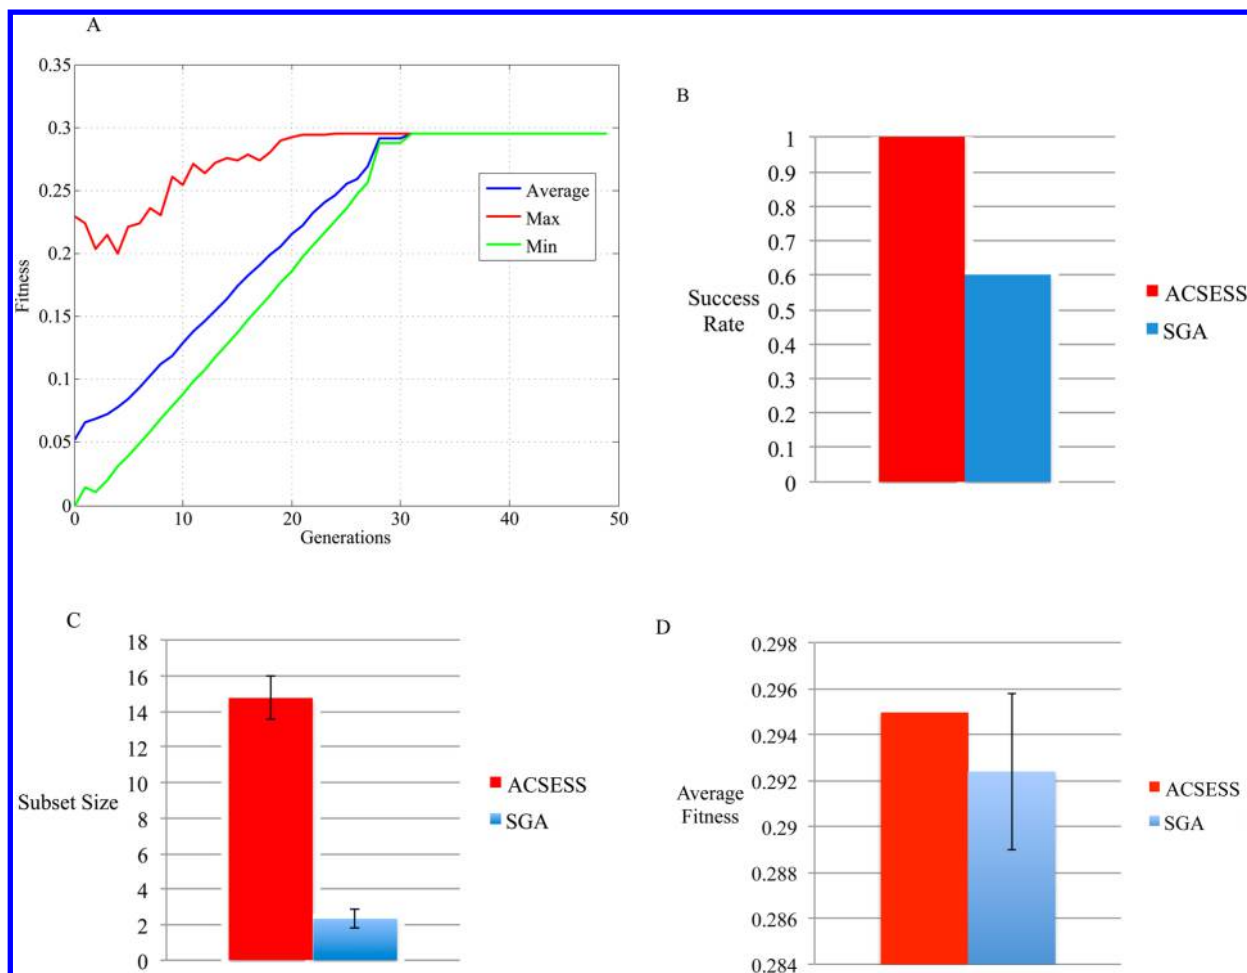 A
0.35
0.3
0.25
0.2
0.15
0.1
0.05
0
Fitness
0
10
20
30
40
50
Generations
Average
Max
Min
B
1
0.9
0.8
0.7
0.6
0.5
0.4
0.3
0.2
0.1
0
Success
Rate
ACSESS
SGA
C
18
16
14
12
10
8
6
4
2
0
Subset Size
ACSESS
SGA
D
0.298
0.296
0.294
0.292
0.29
0.288
0.286
0.284
Average
Fitness
ACSESS
SGA